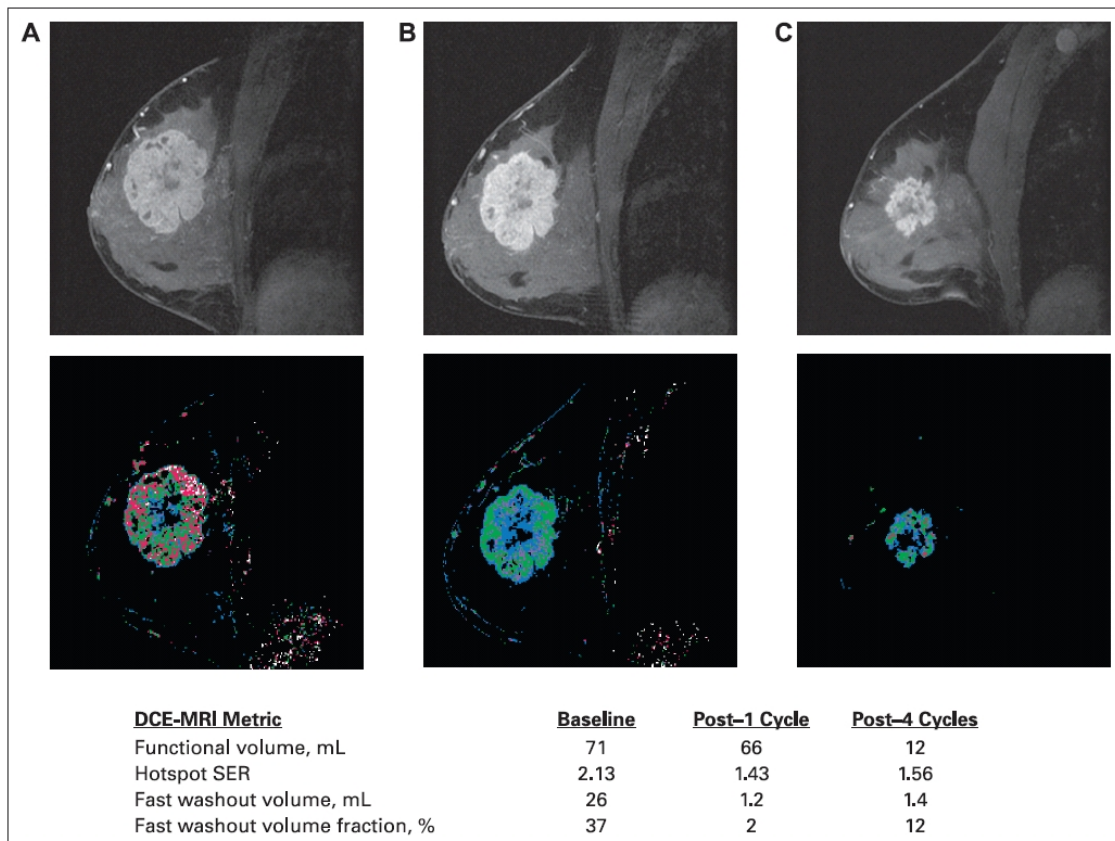 A B C
DCE-MRI Metric Baseline Post–1 Cycle Post–4 Cycles
Functional volume, mL 71 66 12
Hotspot SER 2.13 1.43 1.56
Fast washout volume, mL 26 1.2 1.4
Fast washout volume fraction, % 37 2 12